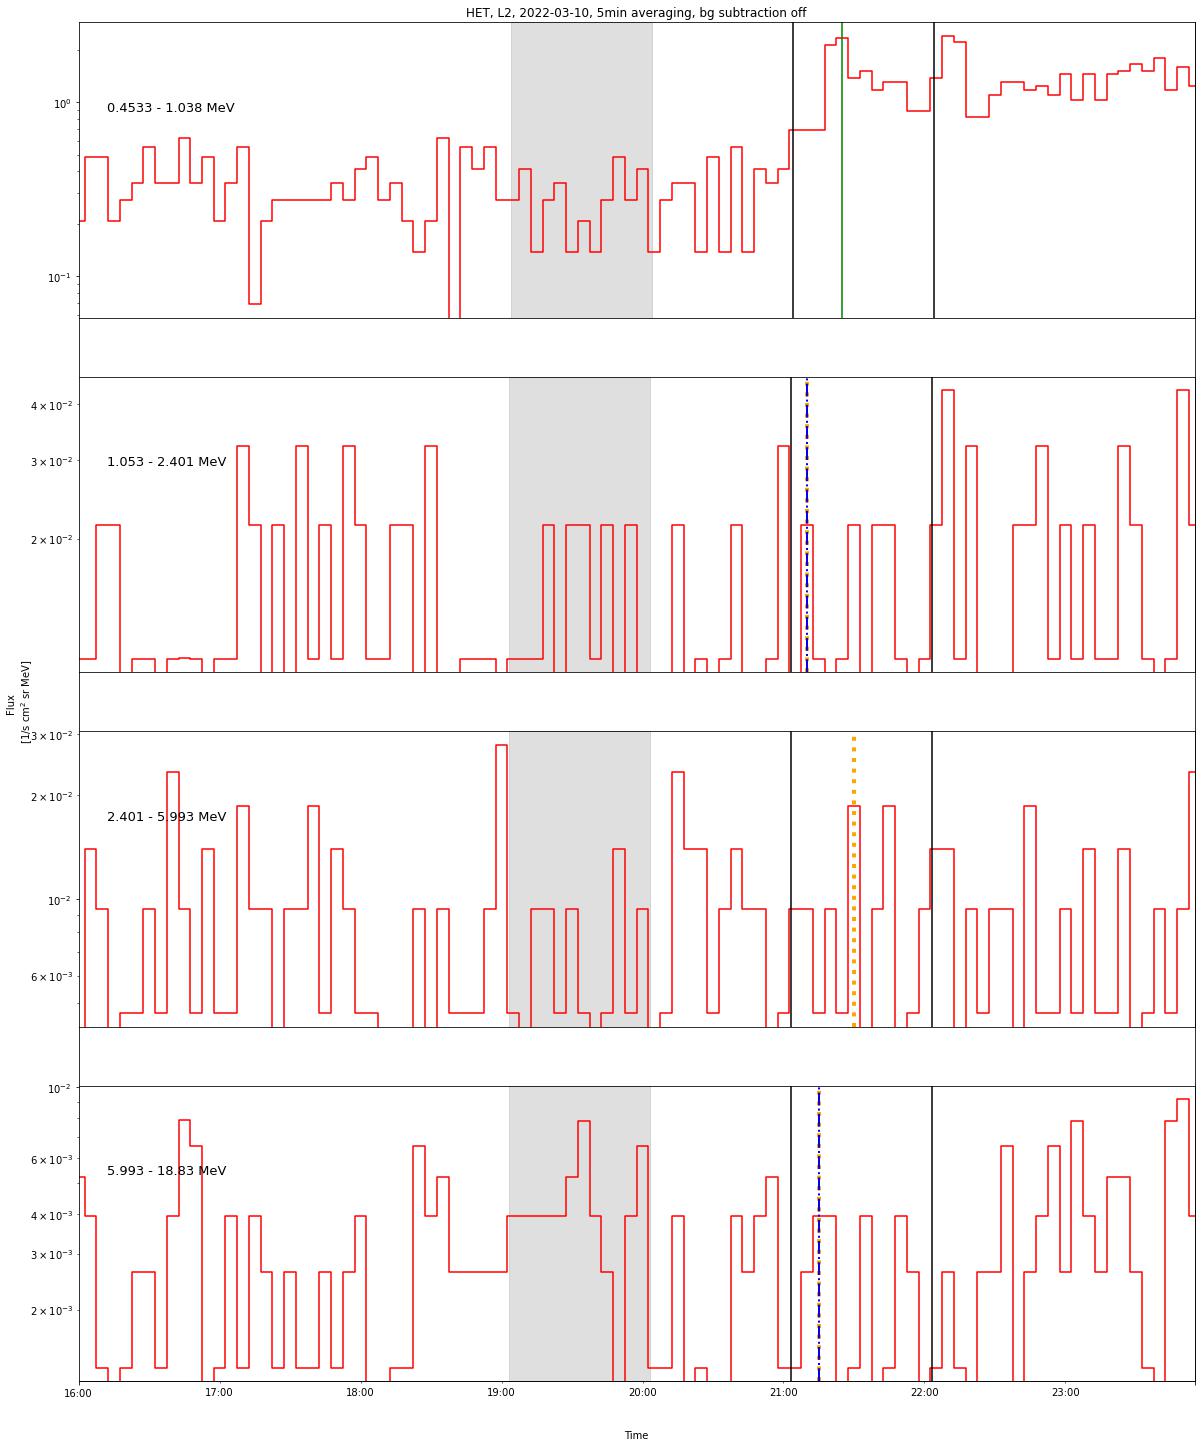 HET, L2, 2022-03-10, 5min averaging, bg subtraction off
10⁰
0.4533 - 1.038 MeV
10⁻¹
4 × 10⁻²
3 × 10⁻²
1.053 - 2.401 MeV
2 × 10⁻²
Flux
[1/s cm² sr MeV]
3 × 10⁻²
2 × 10⁻²
2.401 - 5.993 MeV
10⁻²
6 × 10⁻³
10⁻²
6 × 10⁻³
5.993 - 18.83 MeV
4 × 10⁻³
3 × 10⁻³
2 × 10⁻³
16:00 17:00 18:00 19:00 20:00 21:00 22:00 23:00
Time